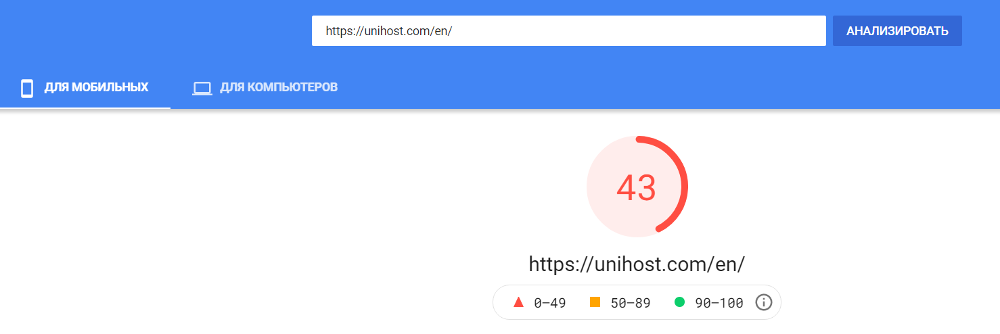 https://unihost.com/en/
АНАЛИЗИРОВАТЬ
ДЛЯ МОБИЛЬНЫХ
ДЛЯ КОМПЬЮТЕРОВ
43
https://unihost.com/en/
0–49
50–89
90–100